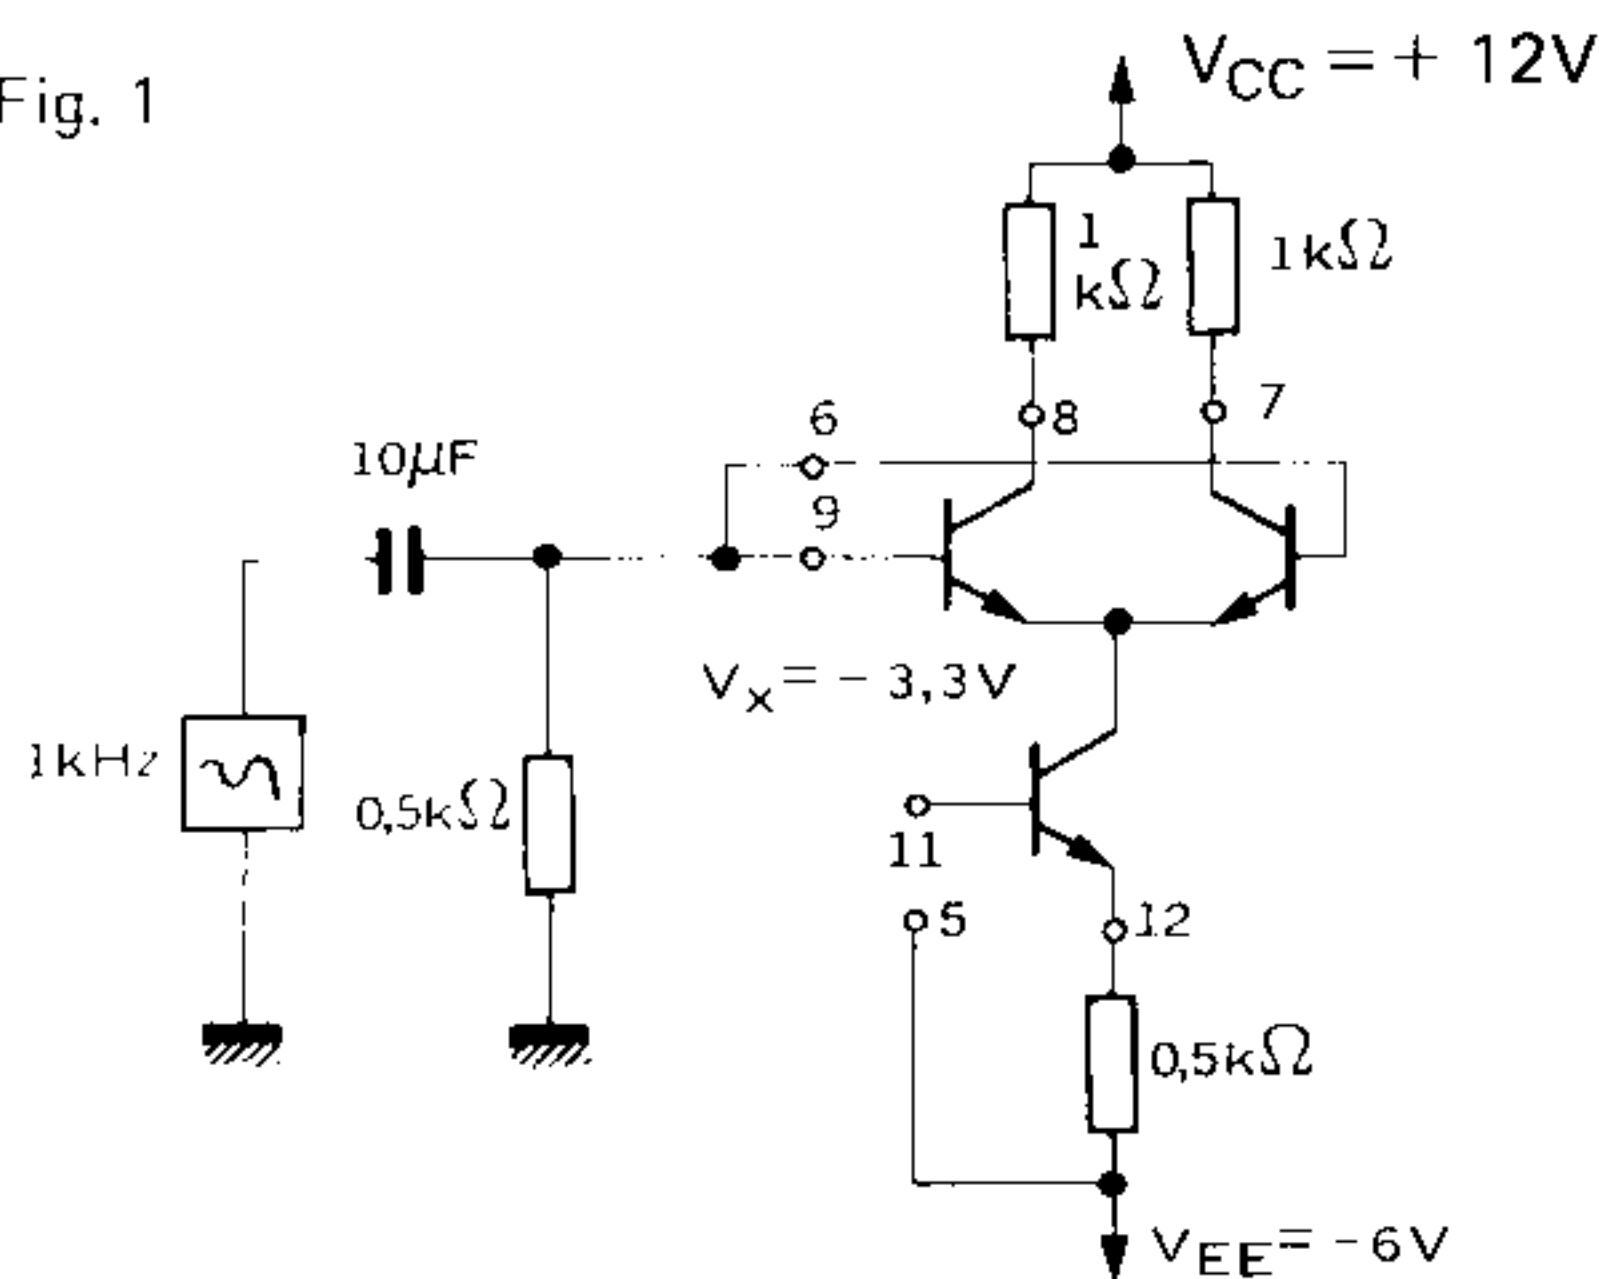 Fig. 1
VCC = + 12V
1
kΩ
1kΩ
8
7
6
9
10μF
Vx = - 3,3V
1kHz
0,5kΩ
11
5
12
0,5kΩ
VEE = -6V